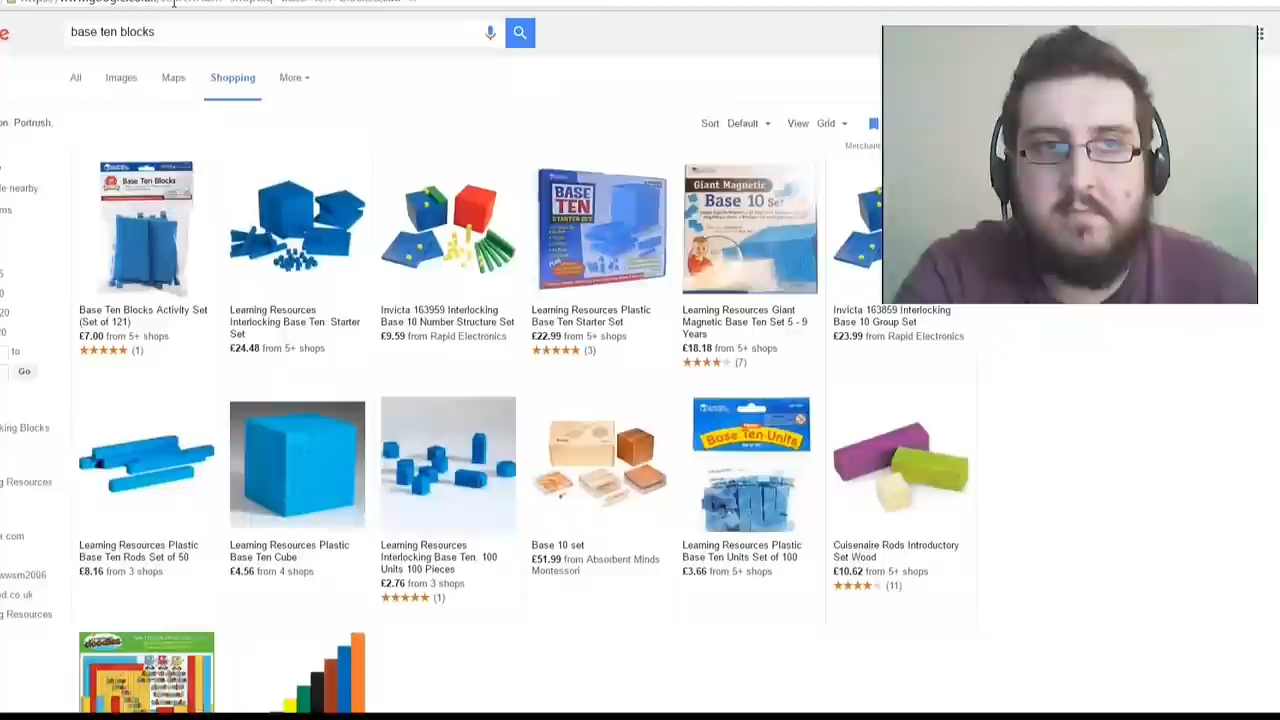 base ten blocks
All Images Maps Shopping More
on Portrush,
Sort Default View Grid
Base Ten Blocks
BASE TEN
STARTER SET
Giant Magnetic
Base 10 Set
Base Ten Blocks Activity Set
(Set of 121)
£7.00 from 5+ shops
(1)
Learning Resources
Interlocking Base Ten Starter
Set
£24.48 from 5+ shops
Invicta 163959 Interlocking
Base 10 Number Structure Set
£9.59 from Rapid Electronics
Learning Resources Plastic
Base Ten Starter Set
£22.99 from 5+ shops
(3)
Learning Resources Giant
Magnetic Base Ten Set 5 - 9
Years
£18.18 from 5+ shops
(7)
Invicta 163859 Interlocking
Base 10 Group Set
£23.99 from Rapid Electronics
to
Go
Base Ten Units
Learning Resources Plastic
Base Ten Rods Set of 50
£8.16 from 3 shops
Learning Resources Plastic
Base Ten Cube
£4.56 from 4 shops
Learning Resources
Interlocking Base Ten 100
Units 100 Pieces
£2.76 from 3 shops
(1)
Base 10 set
£51.99 from Absorbent Minds
Montessori
Learning Resources Plastic
Base Ten Units Set of 100
£3.66 from 5+ shops
Cuisenaire Rods Introductory
Set Wood
£10.62 from 5+ shops
(11)